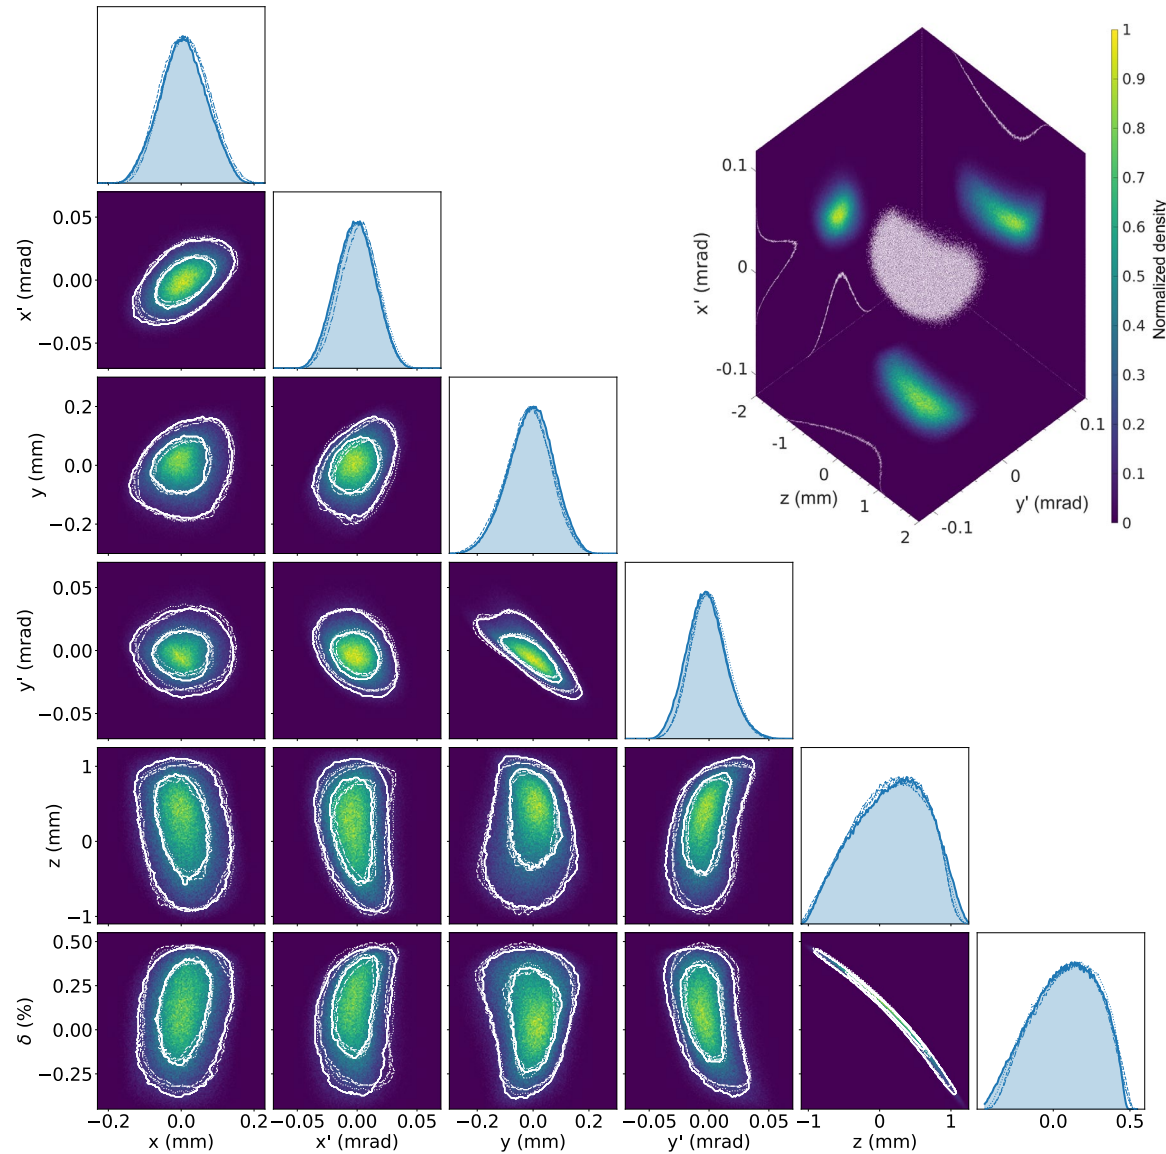 1
0.9
0.8
0.7
0.6
0.5
0.4
0.3
0.2
0.1
0
Normalized density
0.1
0
-0.1
x' (mrad)
-2
-1
0
1
2
z (mm)
-0.1
0
0.1
y' (mrad)
0.05
0.00
−0.05
x' (mrad)
0.2
0.0
−0.2
y (mm)
0.05
0.00
−0.05
y' (mrad)
1
0
−1
z (mm)
0.50
0.25
0.00
−0.25
δ (%)
−0.2 0.0 0.2
x (mm)
−0.05 0.00 0.05
x' (mrad)
−0.2 0.0 0.2
y (mm)
−0.05 0.00 0.05
y' (mrad)
−1 0 1
z (mm)
0.0 0.5